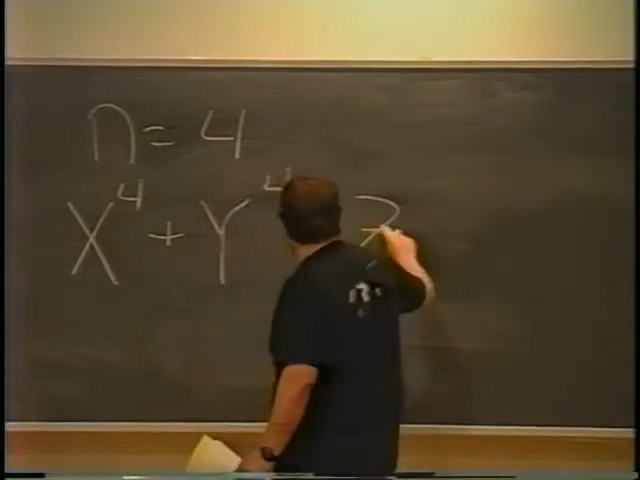 n = 4
X⁴ + Y⁴